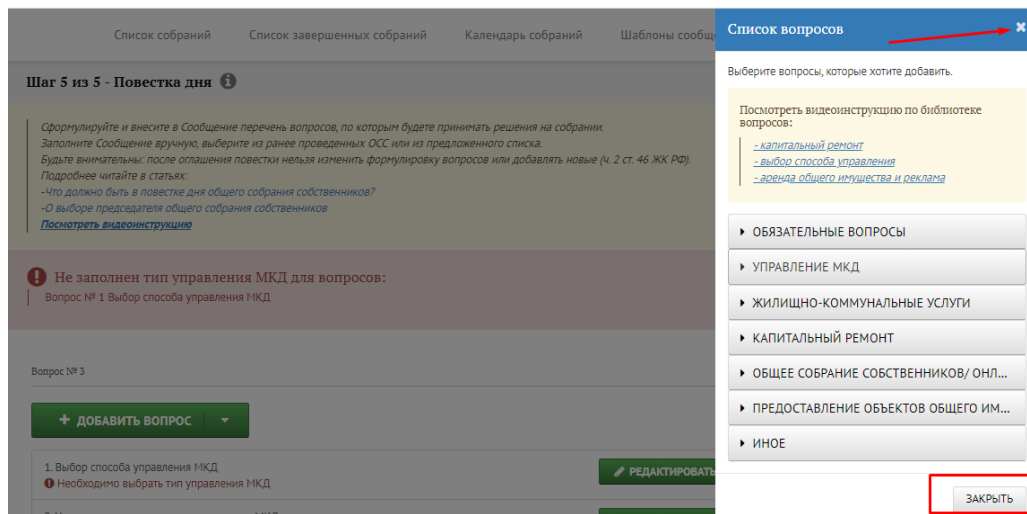 Список собраний
Список завершенных собраний
Календарь собраний
Шаблоны сообщ
Шаг 5 из 5 - Повестка дня
Сформулируйте и внесите в Сообщение перечень вопросов, по которым будете принимать решения на собрании.
Заполните Сообщение вручную, выберите из ранее проведенных ОСС или из предложенного списка.
Будьте внимательны: после оглашения повестки нельзя изменить формулировку вопросов или добавлять новые (ч. 2 ст. 46 ЖК РФ).
Подробнее читайте в статьях:
-Что должно быть в повестке дня общего собрания собственников?
-О выборе председателя общего собрания собственников
Посмотреть видеоинструкцию
Не заполнен тип управления МКД для вопросов:
Вопрос № 1 Выбор способа управления МКД
Вопрос № 3
+ ДОБАВИТЬ ВОПРОС
1. Выбор способа управления МКД
Необходимо выбрать тип управления МКД
РЕДАКТИРОВАТЬ
Список вопросов
Выберите вопросы, которые хотите добавить.
Посмотреть видеоинструкцию по библиотеке
вопросов:
- капитальный ремонт
- выбор способа управления
- аренда общего имущества и реклама
ОБЯЗАТЕЛЬНЫЕ ВОПРОСЫ
УПРАВЛЕНИЕ МКД
ЖИЛИЩНО-КОММУНАЛЬНЫЕ УСЛУГИ
КАПИТАЛЬНЫЙ РЕМОНТ
ОБЩЕЕ СОБРАНИЕ СОБСТВЕННИКОВ/ ОНЛ...
ПРЕДОСТАВЛЕНИЕ ОБЪЕКТОВ ОБЩЕГО ИМ...
ИНОЕ
ЗАКРЫТЬ